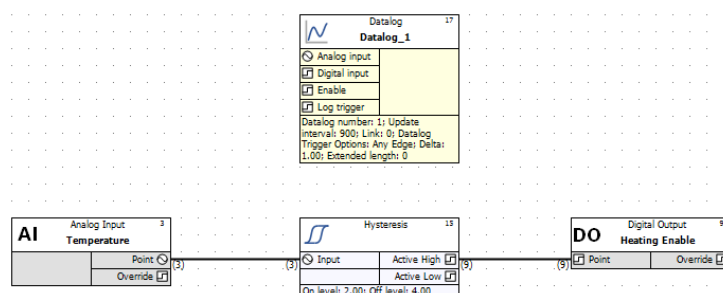 Datalog 17
Datalog_1
Analog input
Digital input
Enable
Log trigger
Datalog number: 1; Update
interval: 900; Link: 0; Datalog
Trigger Options: Any Edge; Delta:
1.00; Extended length: 0
AI Analog Input 3
Temperature
Point (3)
Override
Hysteresis 15
(3) Input Active High (9)
Active Low
On level: 2.00; Off level: 4.00
DO Digital Output 9
Heating Enable
(9) Point Override